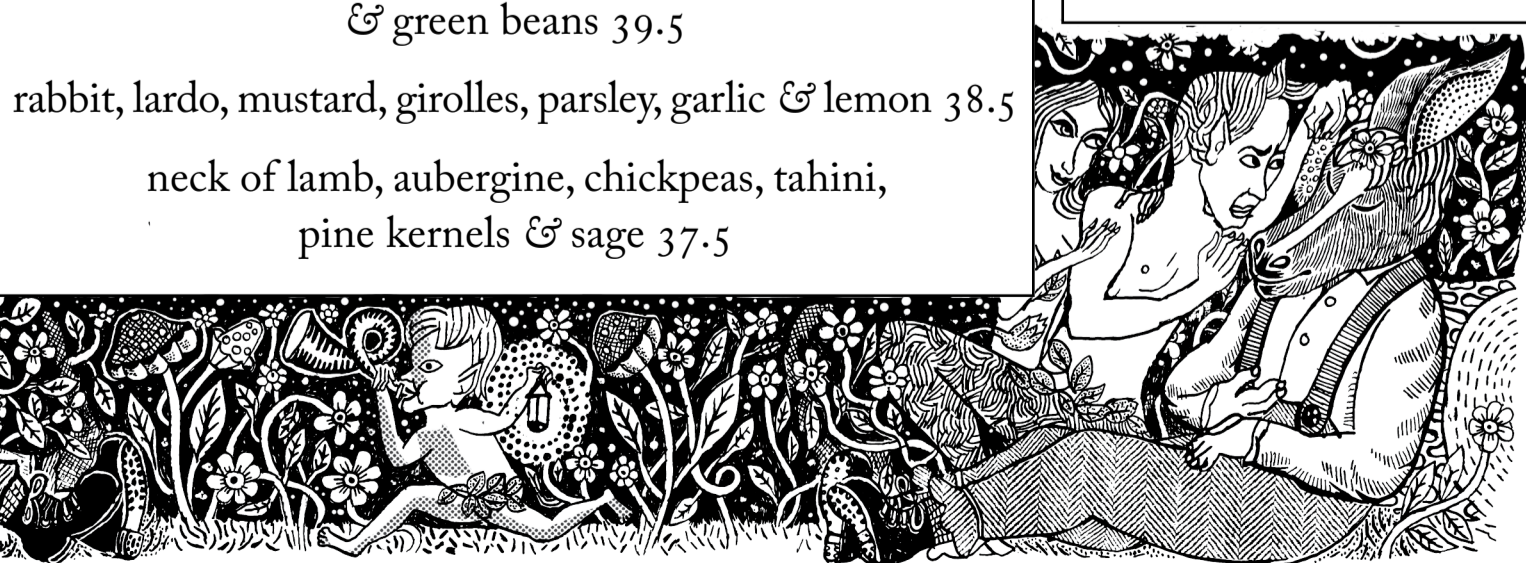 & green beans 39.5
rabbit, lardo, mustard, girolles, parsley, garlic & lemon 38.5
neck of lamb, aubergine, chickpeas, tahini,
pine kernels & sage 37.5